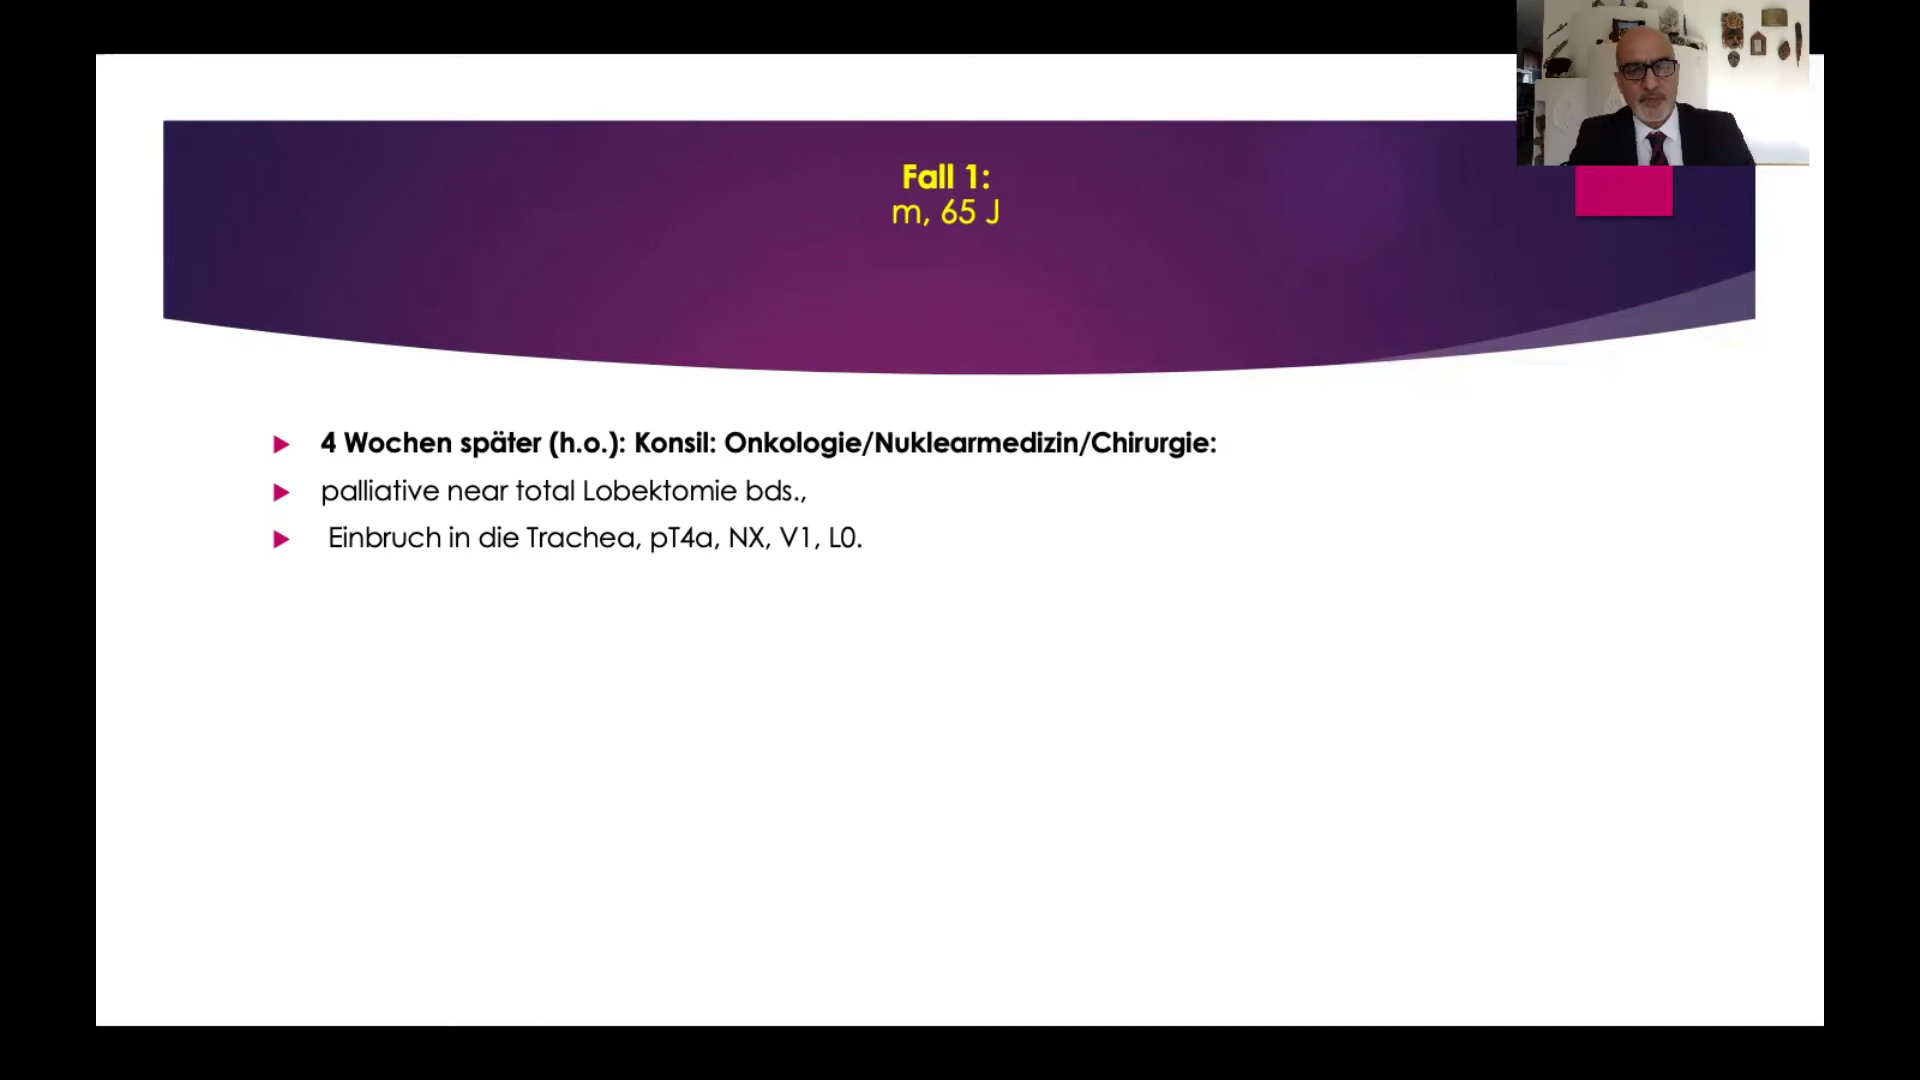 Fall 1:
m, 65 J
4 Wochen später (h.o.): Konsil: Onkologie/Nuklearmedizin/Chirurgie:
palliative near total Lobektomie bds.,
Einbruch in die Trachea, pT4a, NX, V1, L0.